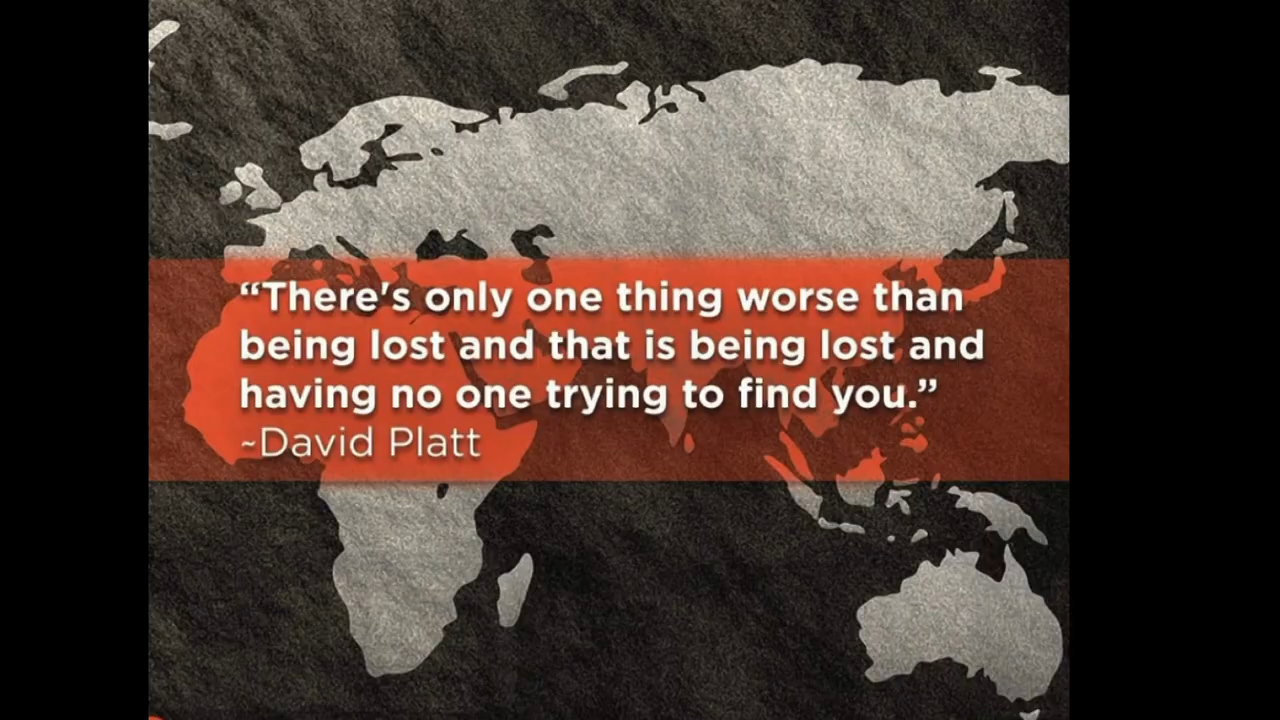 “There's only one thing worse than
being lost and that is being lost and
having no one trying to find you.”
~David Platt